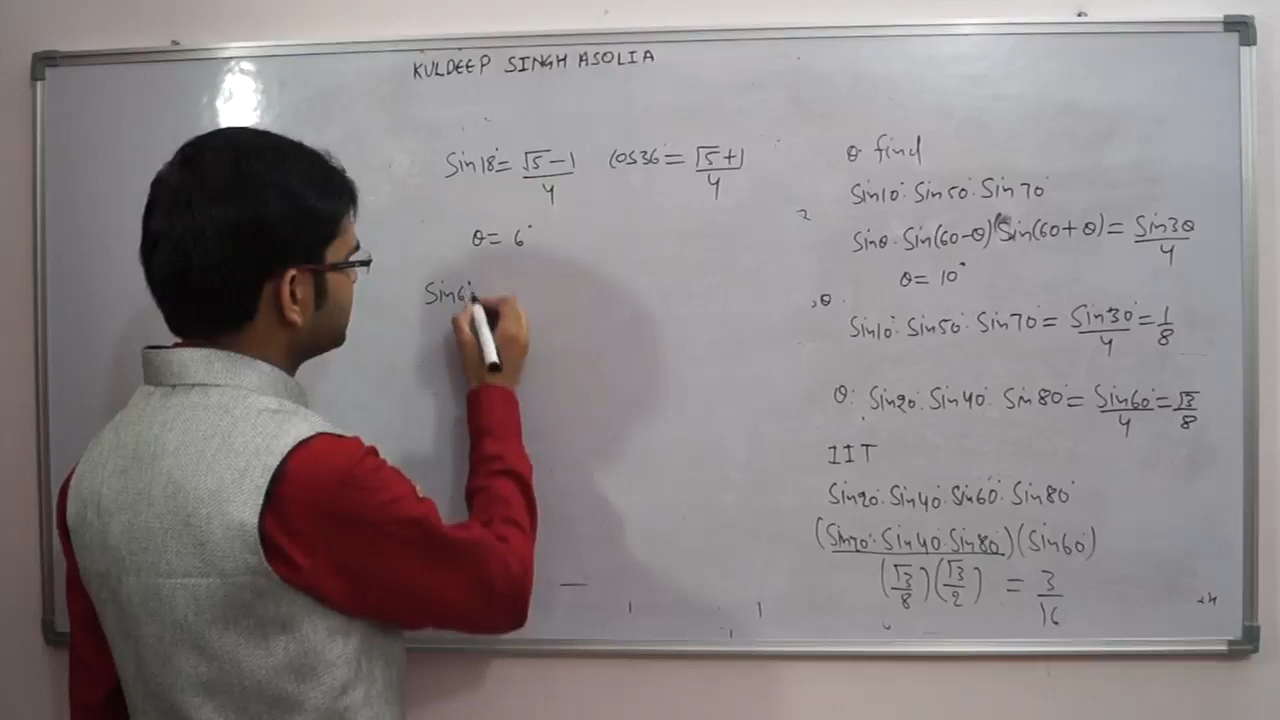 KULDEEP SINGH ASOLIA
Sin18°= √5-1/4 cos36°= √5+1/4
θ= 6°
Sin6°
θ find
Sin10°.Sin50°.Sin70°
Sinθ.Sin(60-θ) Sin(60+θ)= Sin3θ/4
θ= 10°
Sin10°.Sin50°.Sin70°= Sin30°/4 = 1/8
θ: Sin20°.Sin40°.Sin80°= Sin60°/4 = √3/8
IIT
Sin20°.Sin40°.Sin60°.Sin80°
(Sin20°.Sin40°.Sin80°)(Sin60°)
(√3/8)(√3/2) = 3/16